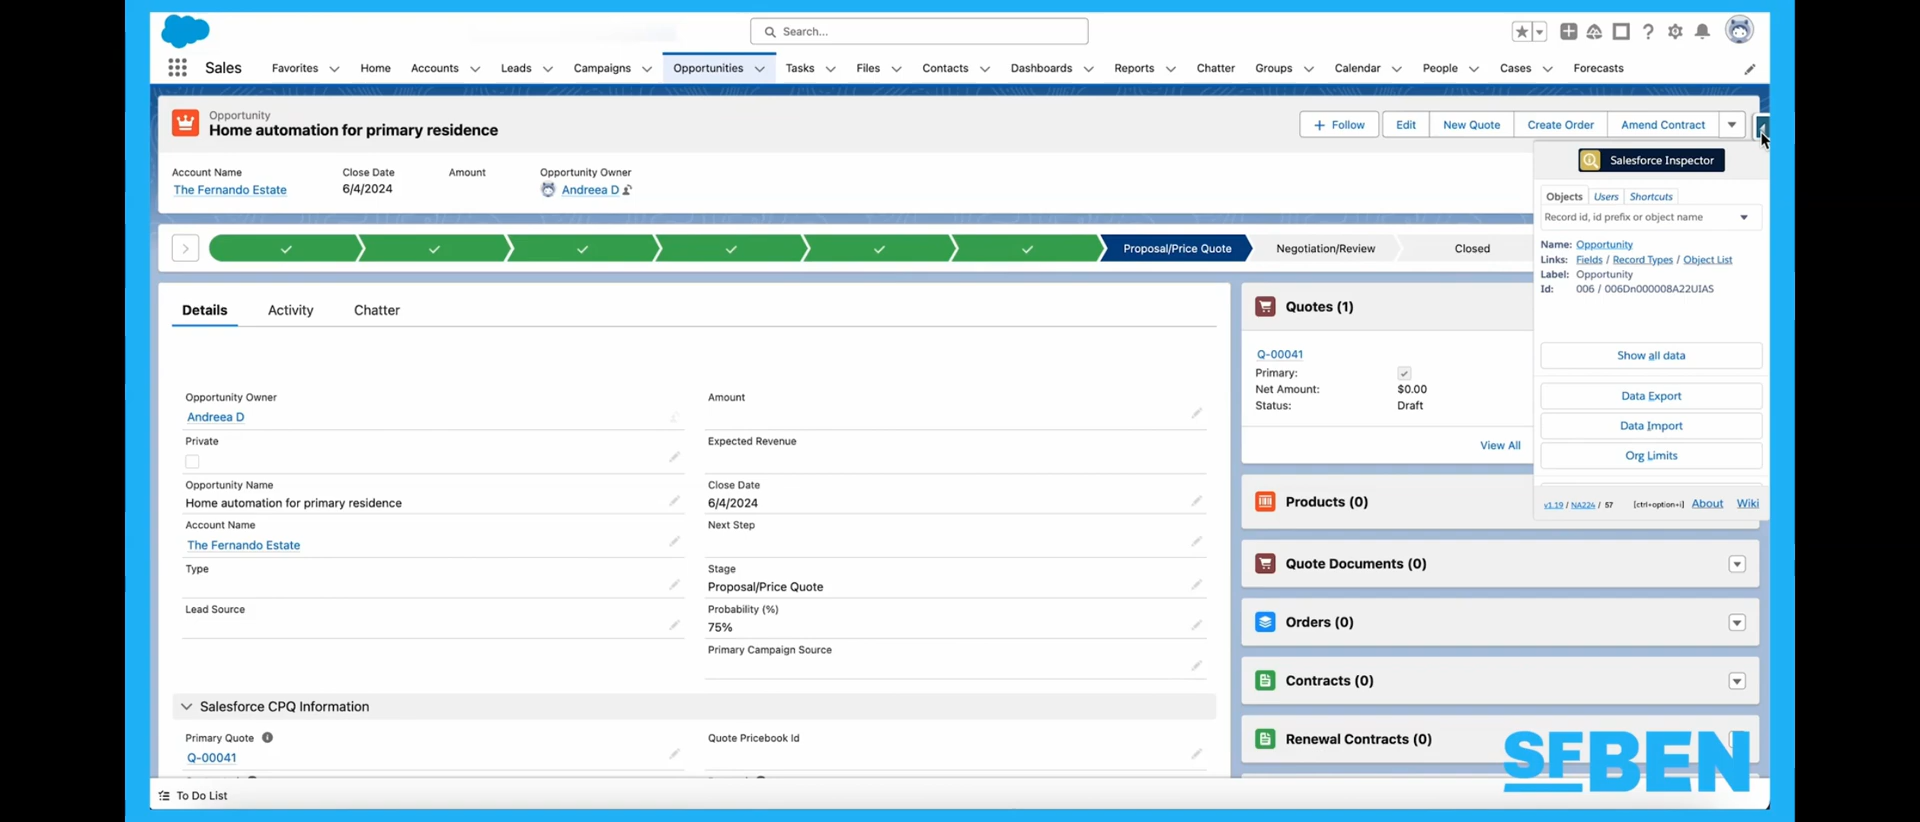 Search...
Sales
Favorites
Home
Accounts
Leads
Campaigns
Opportunities
Tasks
Files
Contacts
Dashboards
Reports
Chatter
Groups
Calendar
People
Cases
Forecasts
Opportunity
Home automation for primary residence
+ Follow
Edit
New Quote
Create Order
Amend Contract
Account Name
The Fernando Estate
Close Date
6/4/2024
Amount
Opportunity Owner
Andreea D
Proposal/Price Quote
Negotiation/Review
Closed
Salesforce Inspector
Objects
Users
Shortcuts
Record id, id prefix or object name
Name: Opportunity
Links: Fields / Record Types / Object List
Label: Opportunity
Id: 006 / 006Dn000008A22UIAS
Show all data
Data Export
Data Import
Org Limits
v1.19 / NA224 / 57
[ctrl+option+i]
About
Wiki
Details
Activity
Chatter
Opportunity Owner
Andreea D
Private
Opportunity Name
Home automation for primary residence
Account Name
The Fernando Estate
Type
Lead Source
Amount
Expected Revenue
Close Date
6/4/2024
Next Step
Stage
Proposal/Price Quote
Probability (%)
75%
Primary Campaign Source
Salesforce CPQ Information
Primary Quote
Q-00041
Quote Pricebook Id
Quotes (1)
Q-00041
Primary:
Net Amount: $0.00
Status: Draft
View All
Products (0)
Quote Documents (0)
Orders (0)
Contracts (0)
Renewal Contracts (0)
SFBEN
To Do List